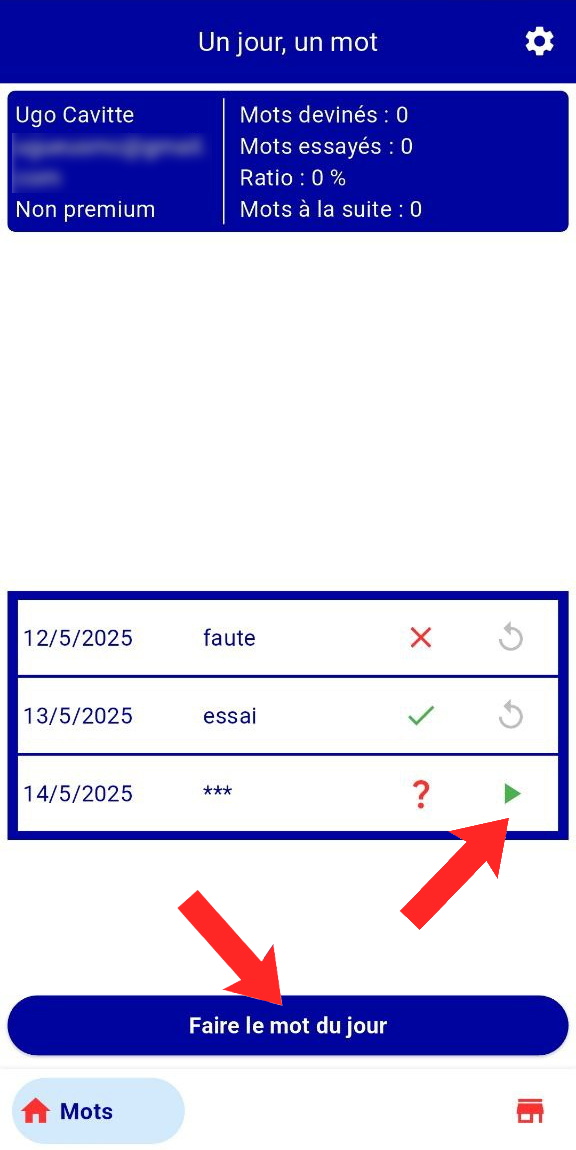 Un jour, un mot
Ugo Cavitte
Non premium
Mots devinés : 0
Mots essayés : 0
Ratio : 0 %
Mots à la suite : 0
12/5/2025 faute
13/5/2025 essai
14/5/2025 *** ?
Faire le mot du jour
Mots